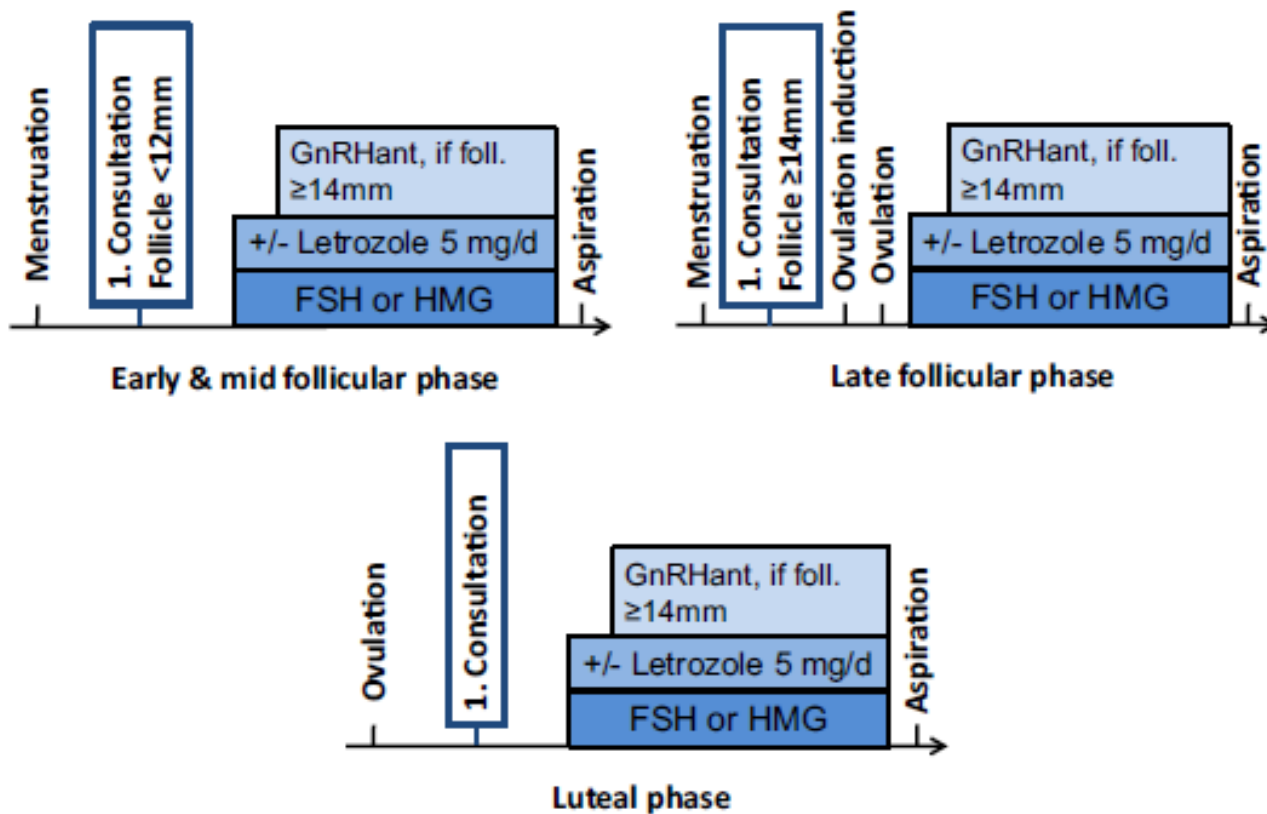 Menstruation
1. Consultation
Follicle <12mm
GnRHant, if foll.
≥14mm
+/- Letrozole 5 mg/d
FSH or HMG
Aspiration
Early & mid follicular phase
Menstruation
1. Consultation
Follicle ≥14mm
Ovulation induction
Ovulation
GnRHant, if foll.
≥14mm
+/- Letrozole 5 mg/d
FSH or HMG
Aspiration
Late follicular phase
Ovulation
1. Consultation
GnRHant, if foll.
≥14mm
+/- Letrozole 5 mg/d
FSH or HMG
Aspiration
Luteal phase